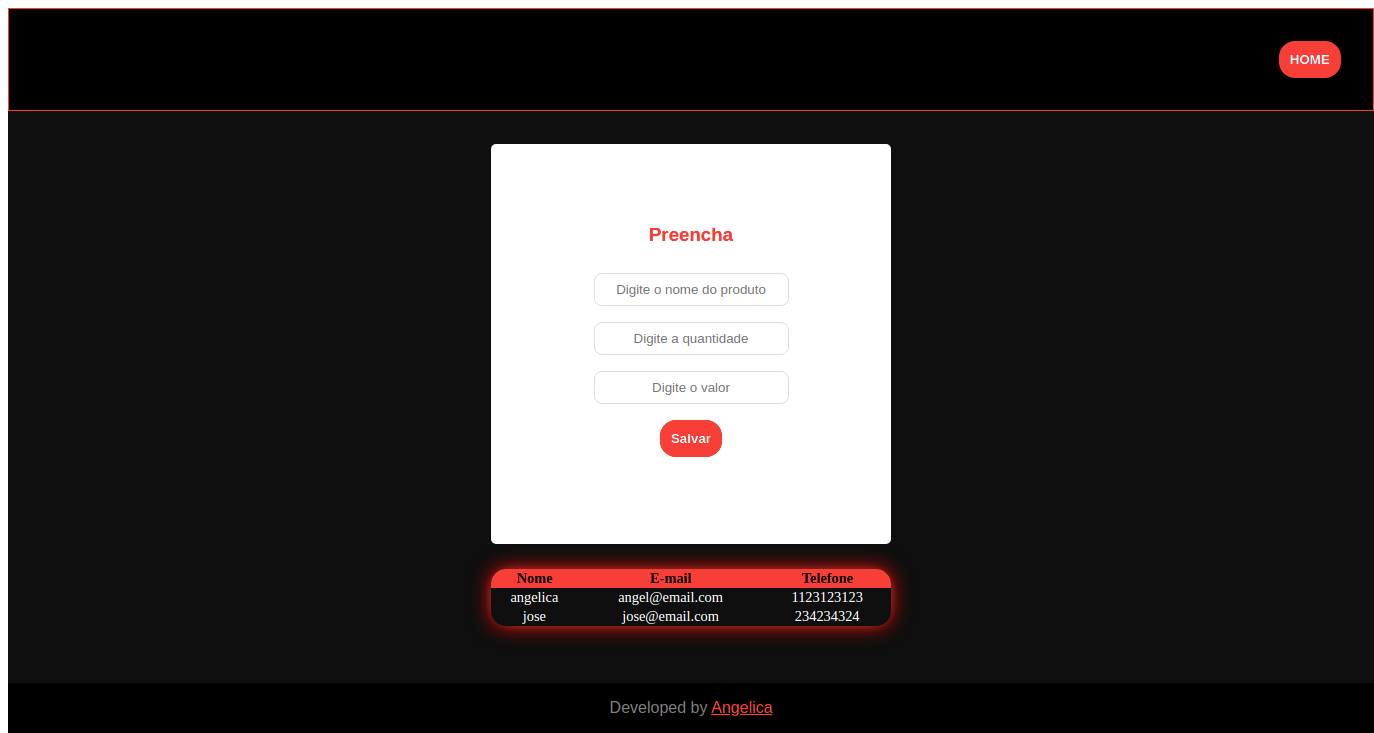 HOME
Preencha
Digite o nome do produto
Digite a quantidade
Digite o valor
Salvar
Nome E-mail Telefone
angelica angel@email.com 1123123123
jose jose@email.com 234234324
Developed by Angelica